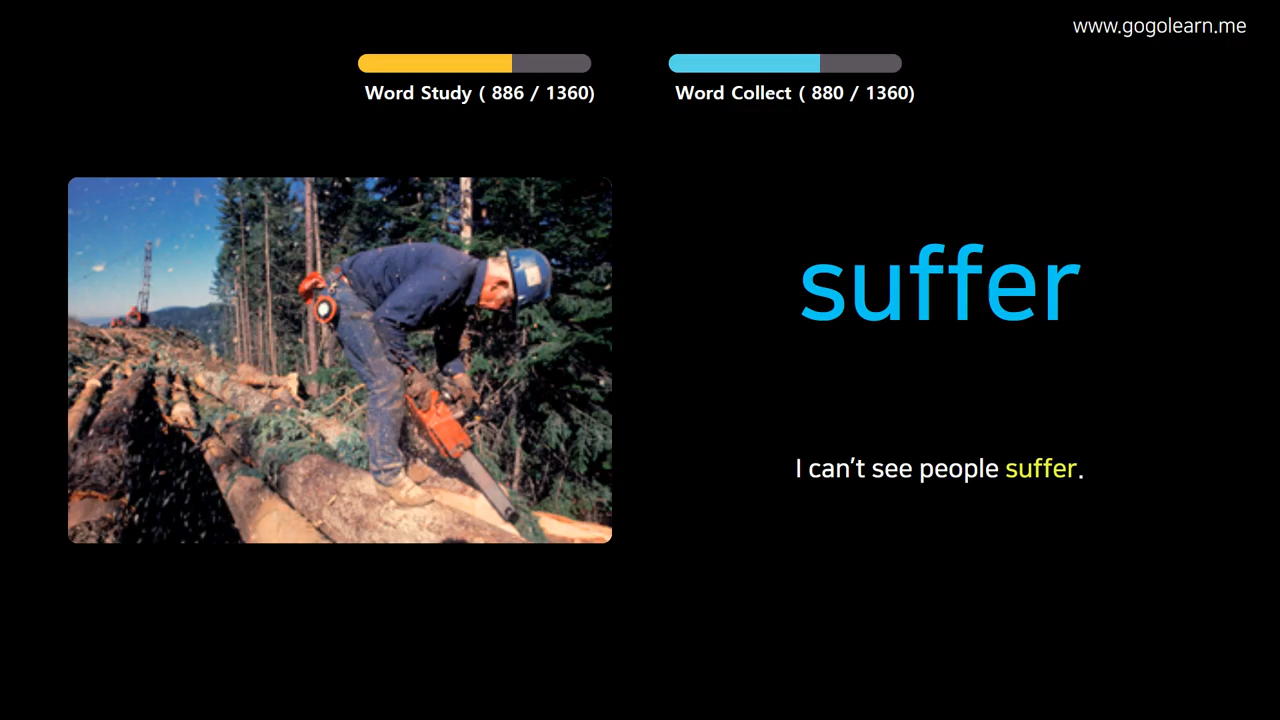 www.gogolearn.me
Word Study ( 886 / 1360)
Word Collect ( 880 / 1360)
suffer
I can't see people suffer.